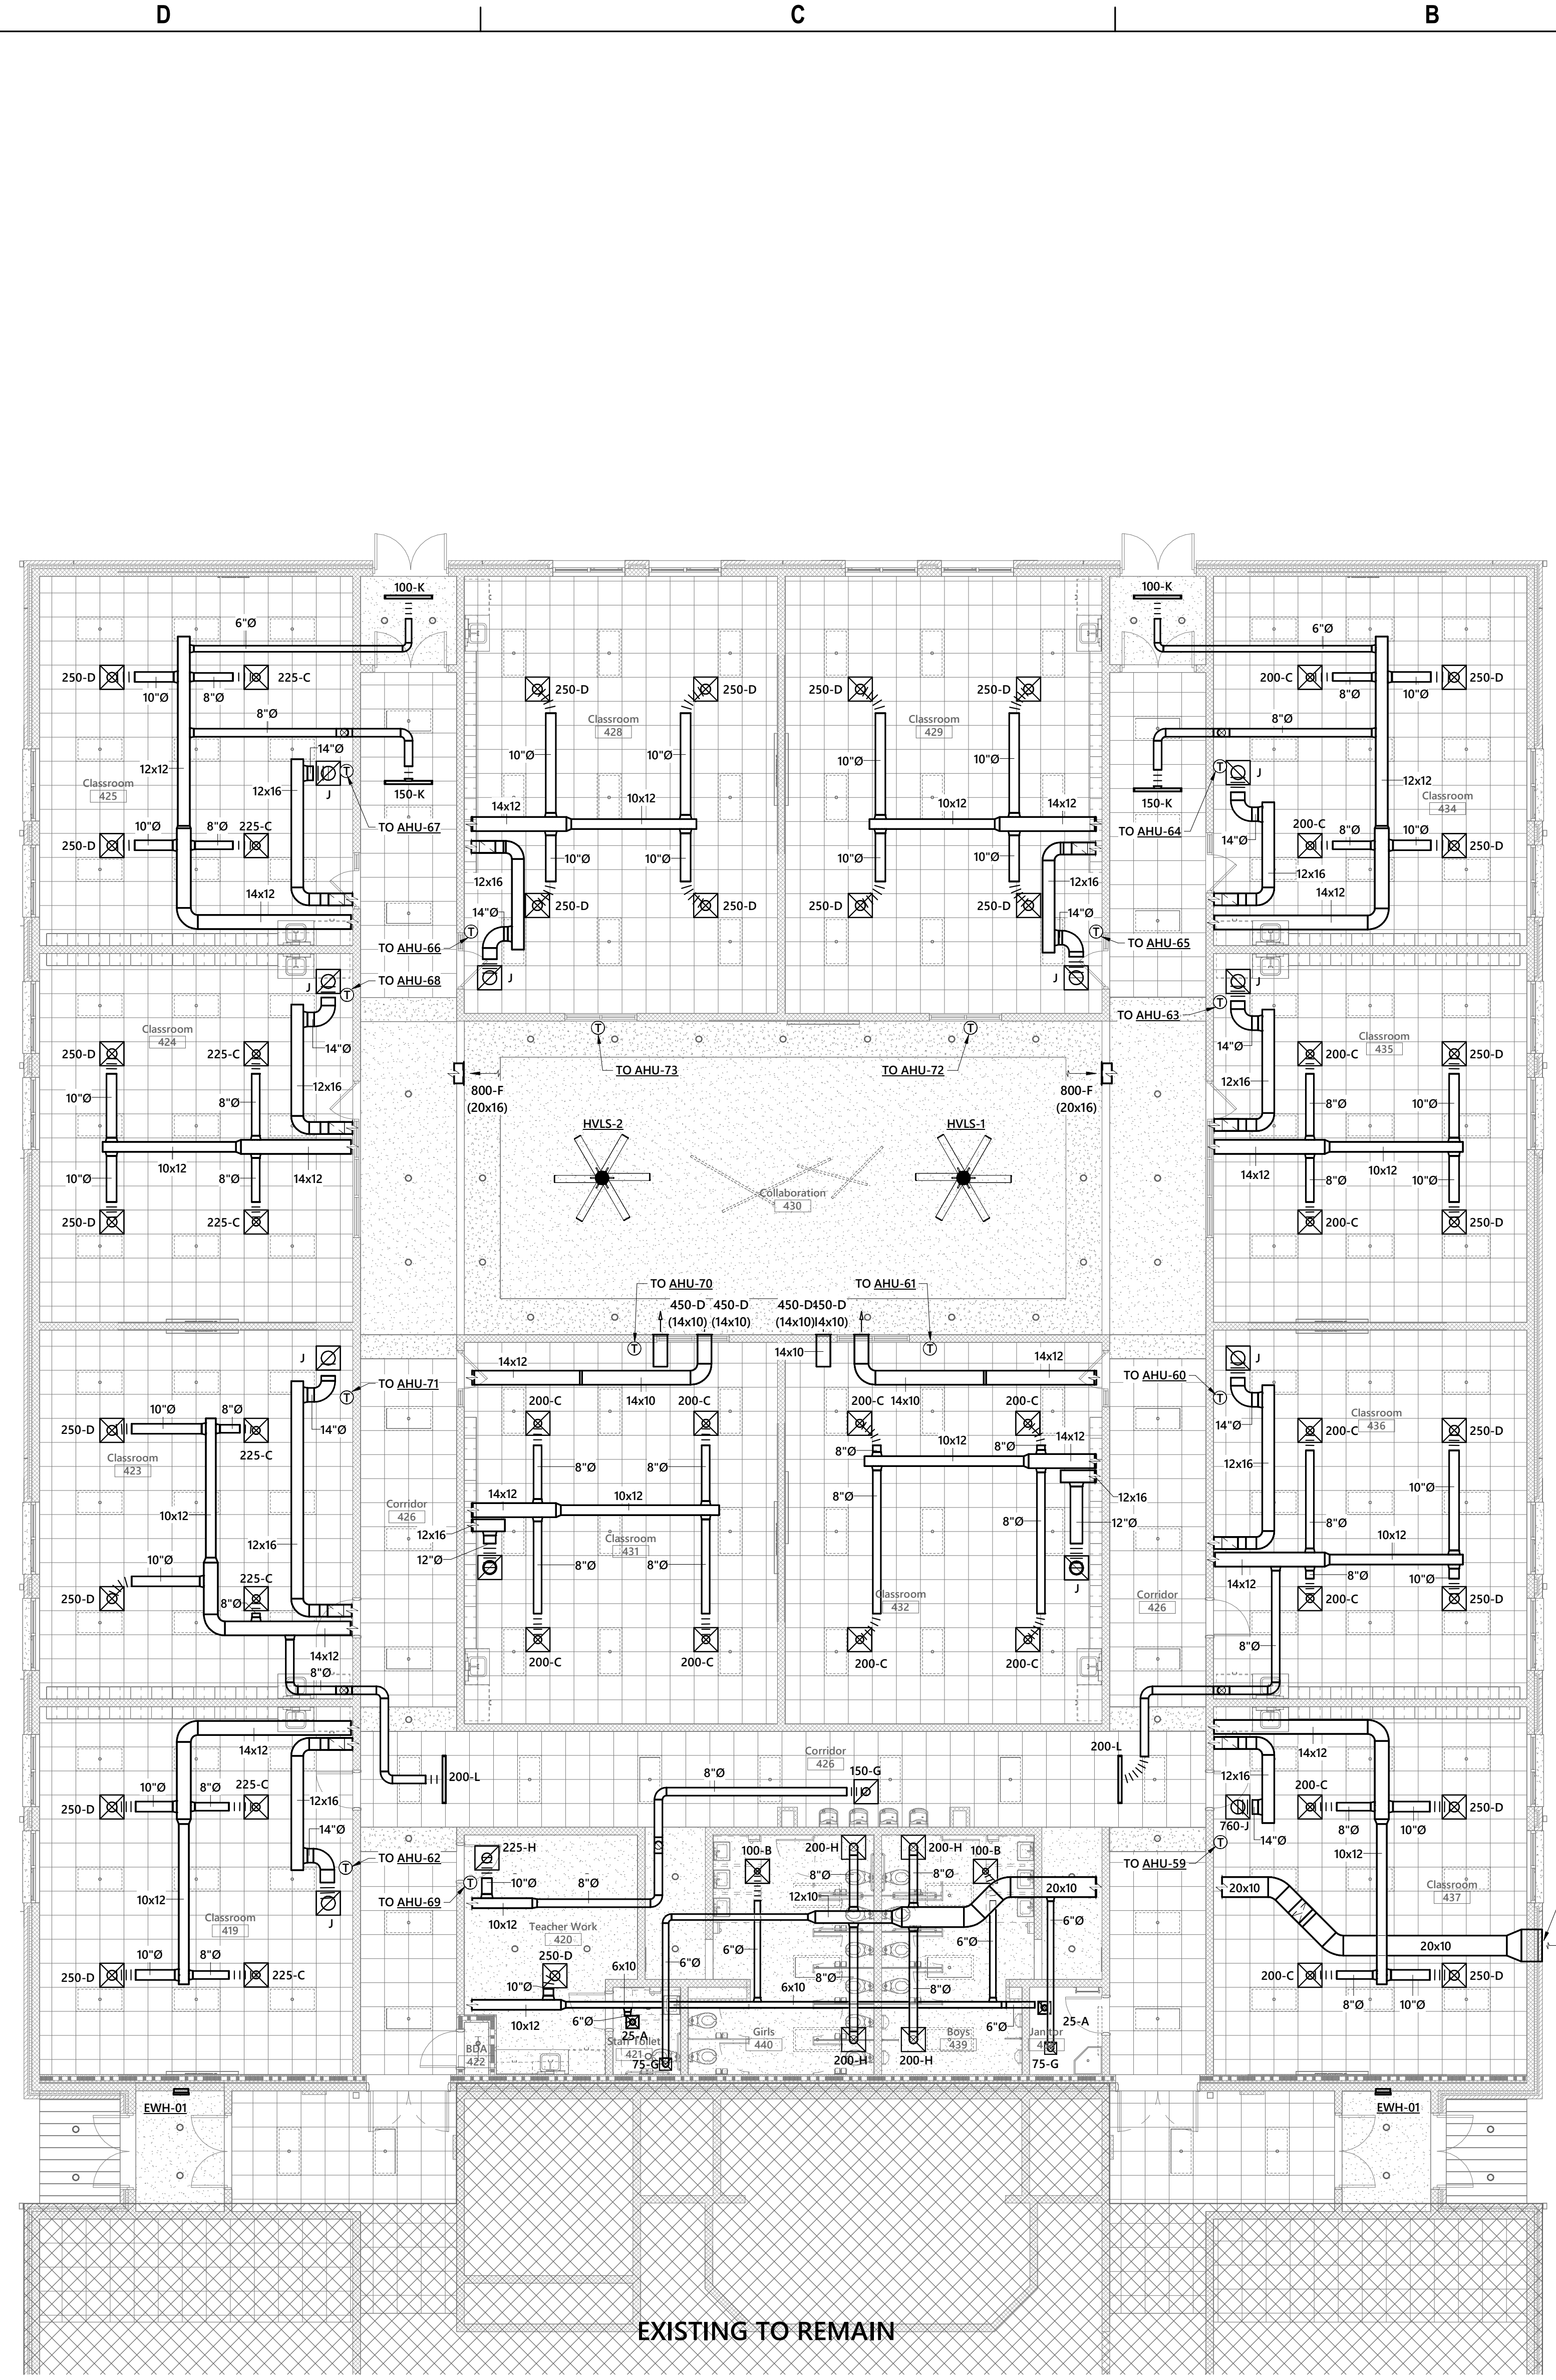 D
C
B
100-K
100-K
6"Ø
6"Ø
250-D
225-C
250-D
250-D
250-D
250-D
200-C
250-D
10"Ø
8"Ø
8"Ø
10"Ø
8"Ø
Classroom
428
Classroom
429
8"Ø
14"Ø
10"Ø
10"Ø
10"Ø
10"Ø
12x12
12x16
J
J
12x12
Classroom
425
150-K
150-K
Classroom
434
14x12
10x12
10x12
14x12
10"Ø
8"Ø
225-C
TO AHU-67
TO AHU-64
200-C
8"Ø
10"Ø
250-D
250-D
14"Ø
10"Ø
10"Ø
10"Ø
10"Ø
12x16
12x16
12x16
14x12
14x12
250-D
250-D
250-D
250-D
14"Ø
14"Ø
TO AHU-66
TO AHU-65
TO AHU-68
J
J
J
J
TO AHU-63
Classroom
424
Classroom
435
250-D
225-C
14"Ø
14"Ø
200-C
250-D
TO AHU-73
TO AHU-72
12x16
12x16
10"Ø
8"Ø
800-F
(20x16)
800-F
(20x16)
8"Ø
10"Ø
HVLS-2
HVLS-1
10x12
14x12
14x12
10x12
10"Ø
8"Ø
8"Ø
10"Ø
Collaboration
430
250-D
225-C
200-C
250-D
TO AHU-70
TO AHU-61
450-D
(14x10)
450-D
(14x10)
450-D
(14x10)
450-D
(14x10)
J
14x12
14x10
14x12
J
TO AHU-71
TO AHU-60
200-C
14x10
200-C
200-C
14x10
200-C
10"Ø
8"Ø
250-D
14"Ø
14"Ø
Classroom
436
200-C
250-D
225-C
Classroom
423
14x12
8"Ø
10x12
8"Ø
12x16
8"Ø
8"Ø
10"Ø
14x12
10x12
8"Ø
12x16
Corridor
426
10x12
12x16
12x16
12"Ø
Classroom
431
8"Ø
12"Ø
8"Ø
10x12
10"Ø
8"Ø
8"Ø
14x12
8"Ø
10"Ø
225-C
J
Classroom
432
Corridor
426
250-D
8"Ø
200-C
250-D
14x12
8"Ø
200-C
200-C
200-C
200-C
8"Ø
14x12
200-L
Corridor
426
200-L
14x12
10"Ø
8"Ø
225-C
8"Ø
150-G
12x16
200-C
250-D
12x16
760-J
8"Ø
10"Ø
250-D
14"Ø
14"Ø
TO AHU-62
225-H
100-B
200-H
200-H
100-B
TO AHU-59
10x12
10x12
TO AHU-69
10"Ø
8"Ø
8"Ø
8"Ø
20x10
20x10
Classroom
437
12x10
10x12
Classroom
419
J
Teacher Work
420
6"Ø
6"Ø
6"Ø
6"Ø
20x10
250-D
10"Ø
8"Ø
225-C
250-D
10"Ø
6x10
8"Ø
6x10
8"Ø
200-C
8"Ø
10"Ø
250-D
10x12
6"Ø
25-A
6"Ø
25-A
BDA
422
Staff Toilet
421
Girls
440
Boys
439
Janitor
75-G
200-H
200-H
75-G
EWH-01
EWH-01
EXISTING TO REMAIN